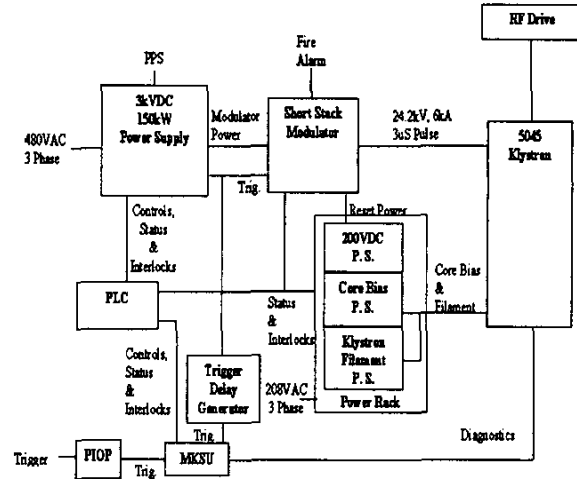 RF Drive
PPS
Fire
Alarm
3kVDC
150kW
Power Supply
Modulator
Power
Short Stack
Modulator
24.2kV, 6kA
3uS Pulse
5045
Klystron
480VAC
3 Phase
Trig.
Controls,
Status
&
Interlocks
Reset Power
200VDC
P. S.
Core Bias
P. S.
Klystron
Filament
P. S.
Power Rack
Core Bias
&
Filament
PLC
Status
&
Interlocks
Controls,
Status
&
Interlocks
Trigger
Delay
Generator
208VAC
3 Phase
Trig.
Diagnostics
Trigger
PIOP
Trig.
MKSU